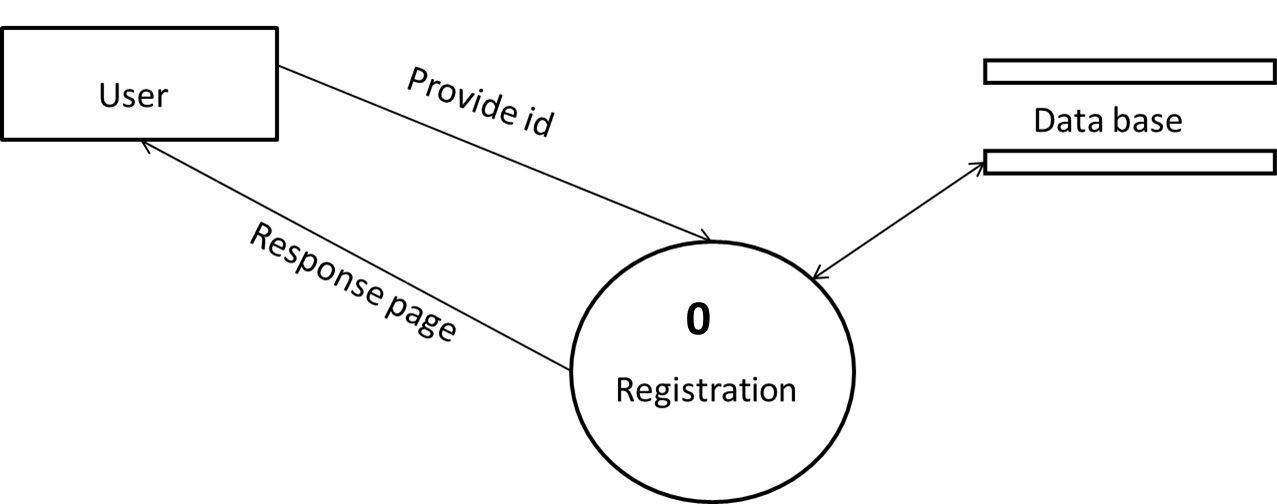 User
Provide id
Data base
Response page
0
Registration